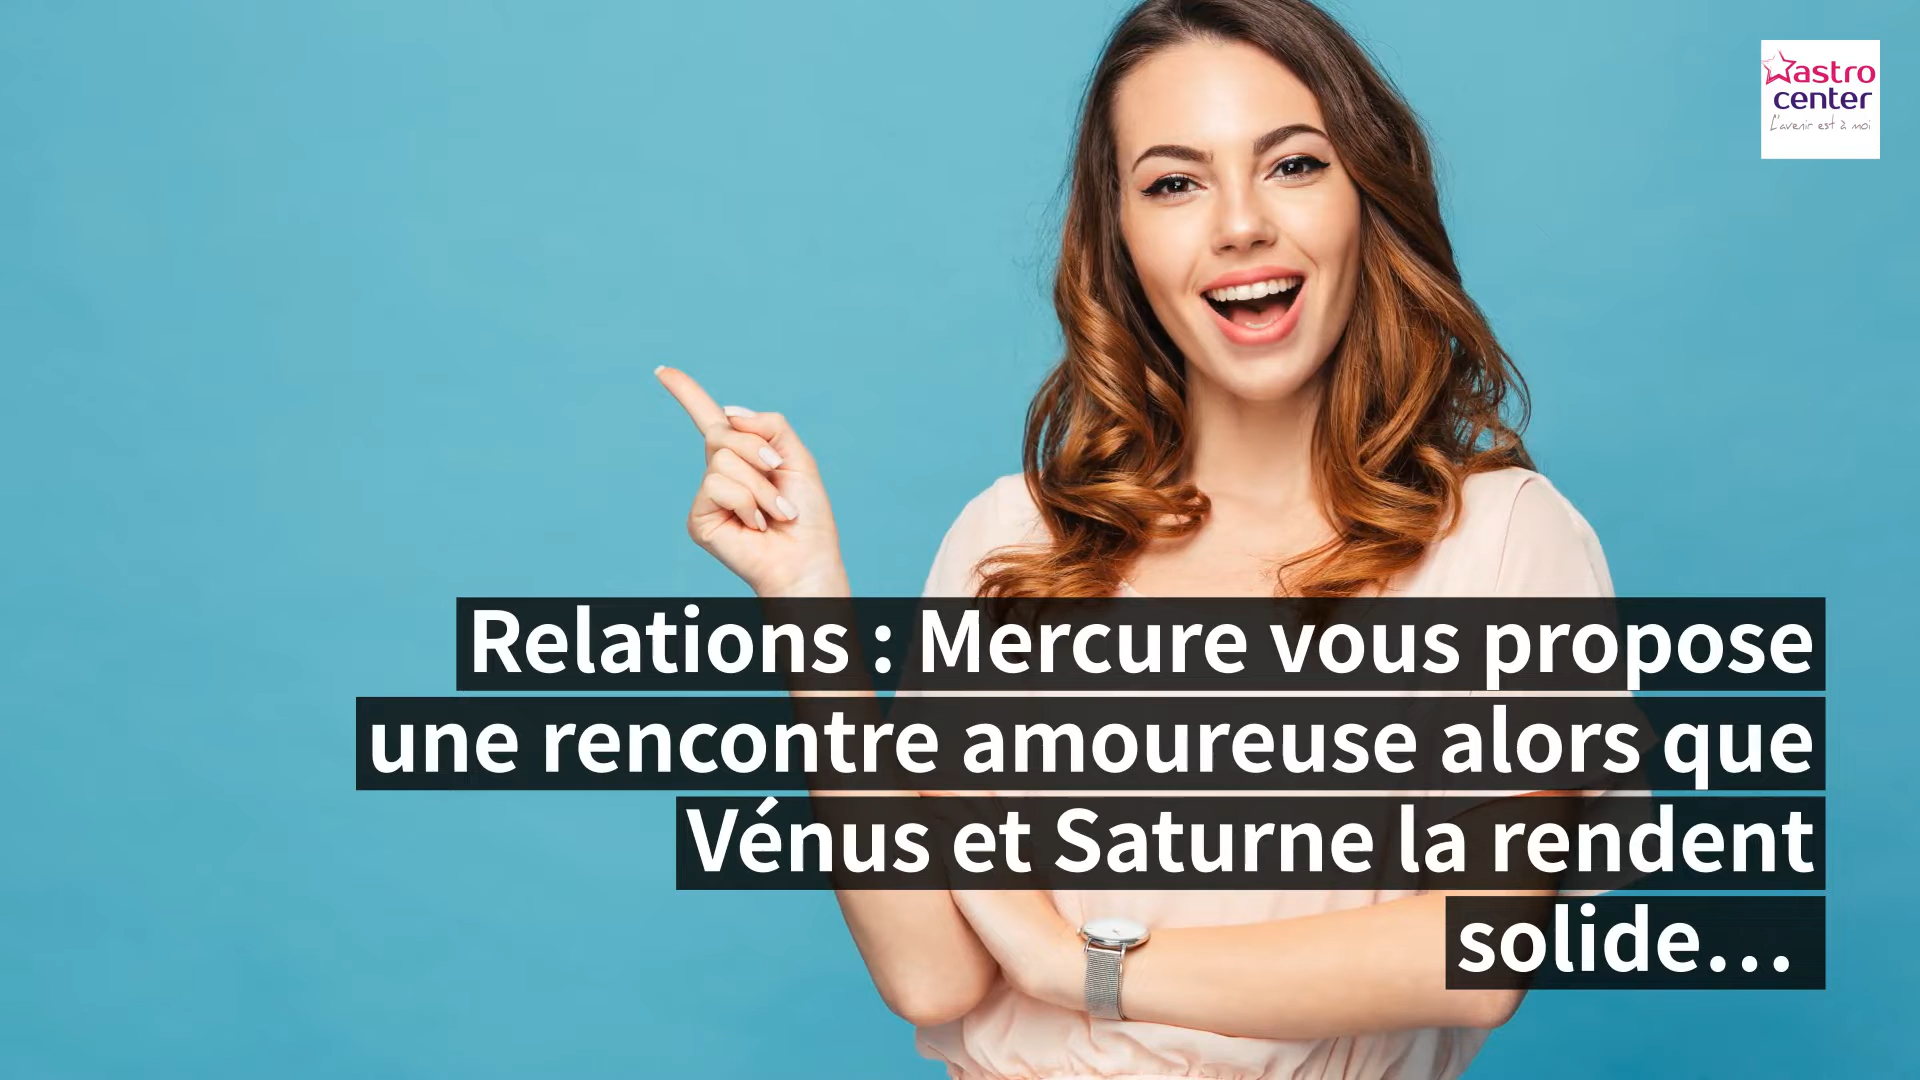 astro
center
L'avenir est à moi
Relations : Mercure vous propose
une rencontre amoureuse alors que
Vénus et Saturne la rendent
solide...